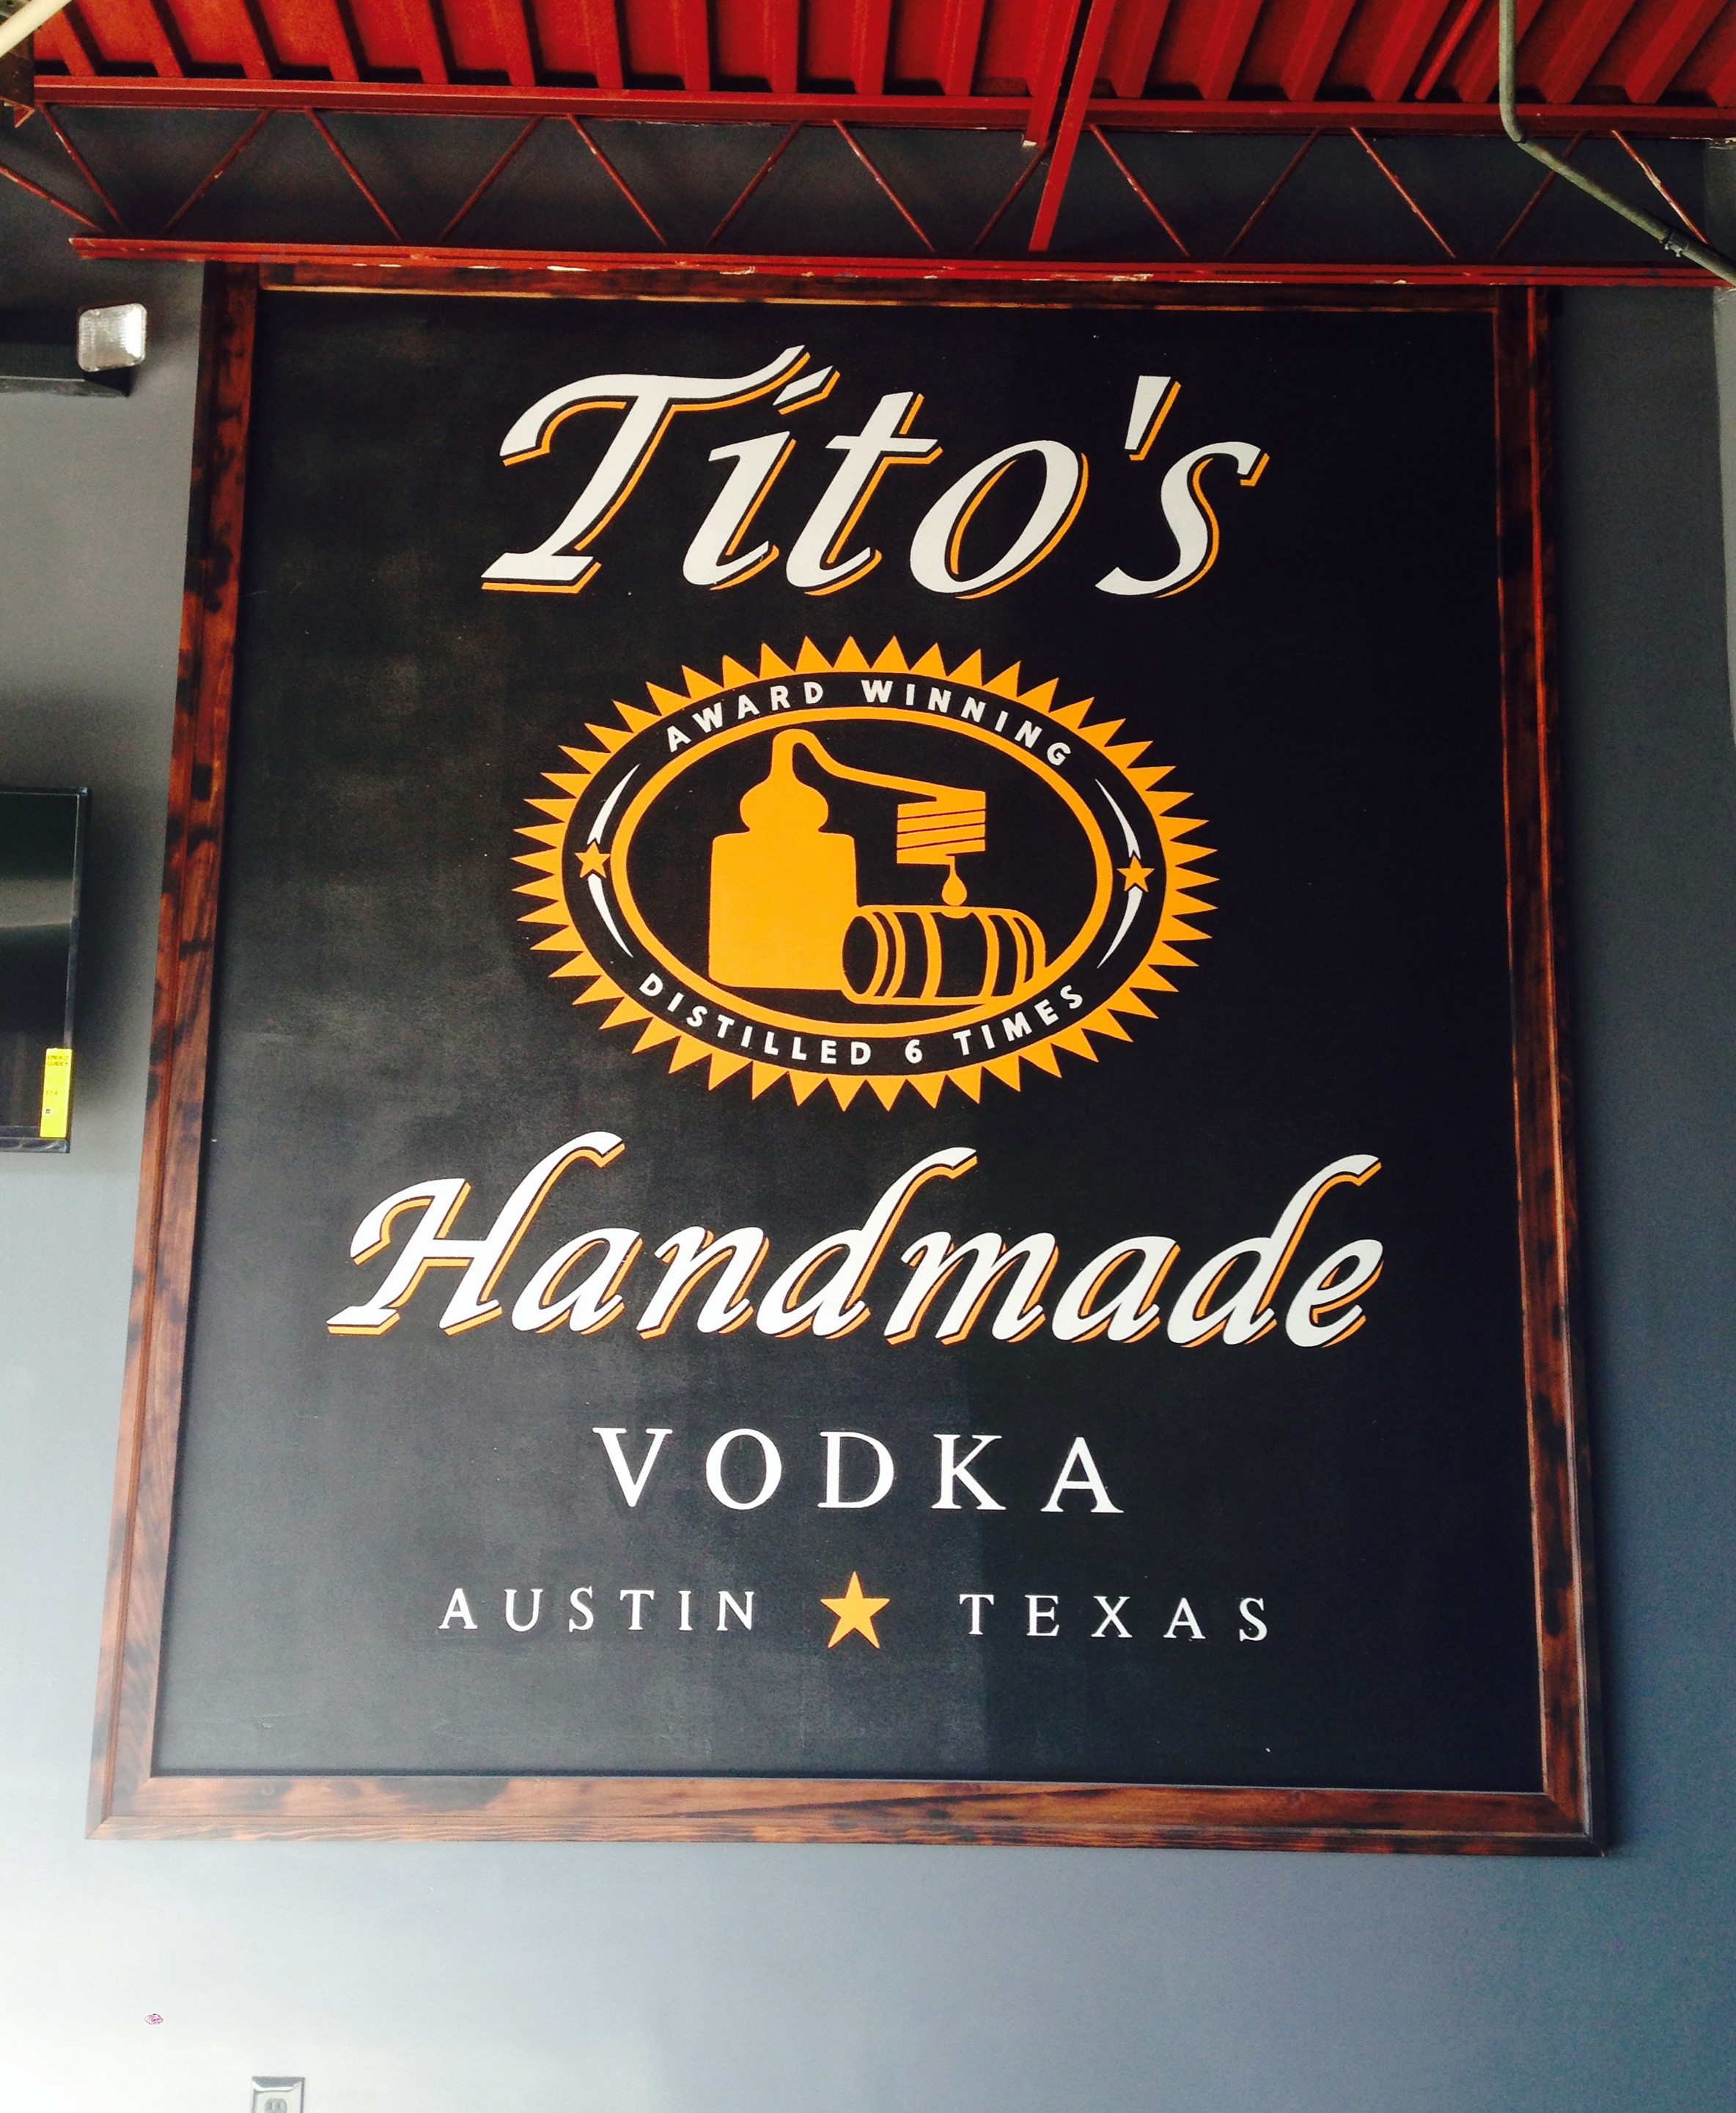 Tito's
AWARD WINNING
DISTILLED 6 TIMES
Handmade
VODKA
AUSTIN TEXAS